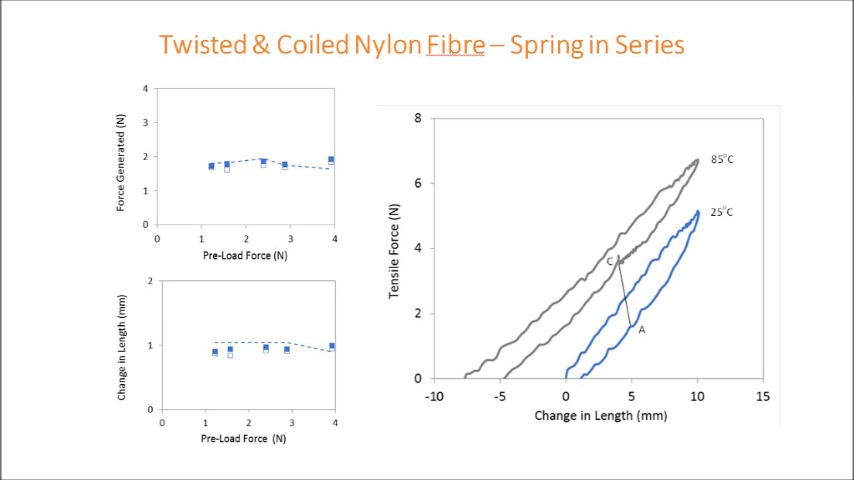 Twisted & Coiled Nylon Fibre – Spring in Series
4
3
2
1
0
Force Generated (N)
0 1 2 3 4
Pre-Load Force (N)
2
1
0
Change in Length (mm)
0 1 2 3 4
Pre-Load Force (N)
8
6
4
2
0
Tensile Force (N)
85°C
25°C
C
A
-10 -5 0 5 10 15
Change in Length (mm)